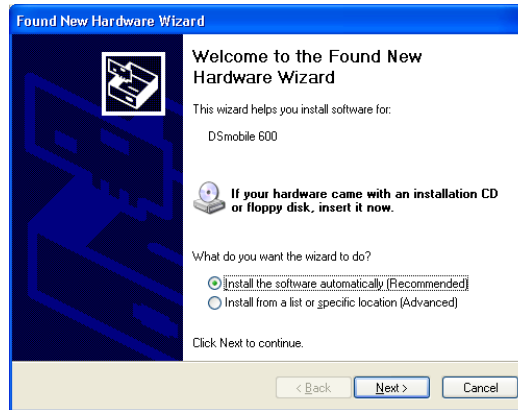 Found New Hardware Wizard
Welcome to the Found New
Hardware Wizard
This wizard helps you install software for:
DSmobile 600
If your hardware came with an installation CD
or floppy disk, insert it now.
What do you want the wizard to do?
Install the software automatically (Recommended)
Install from a list or specific location (Advanced)
Click Next to continue.
< Back Next > Cancel